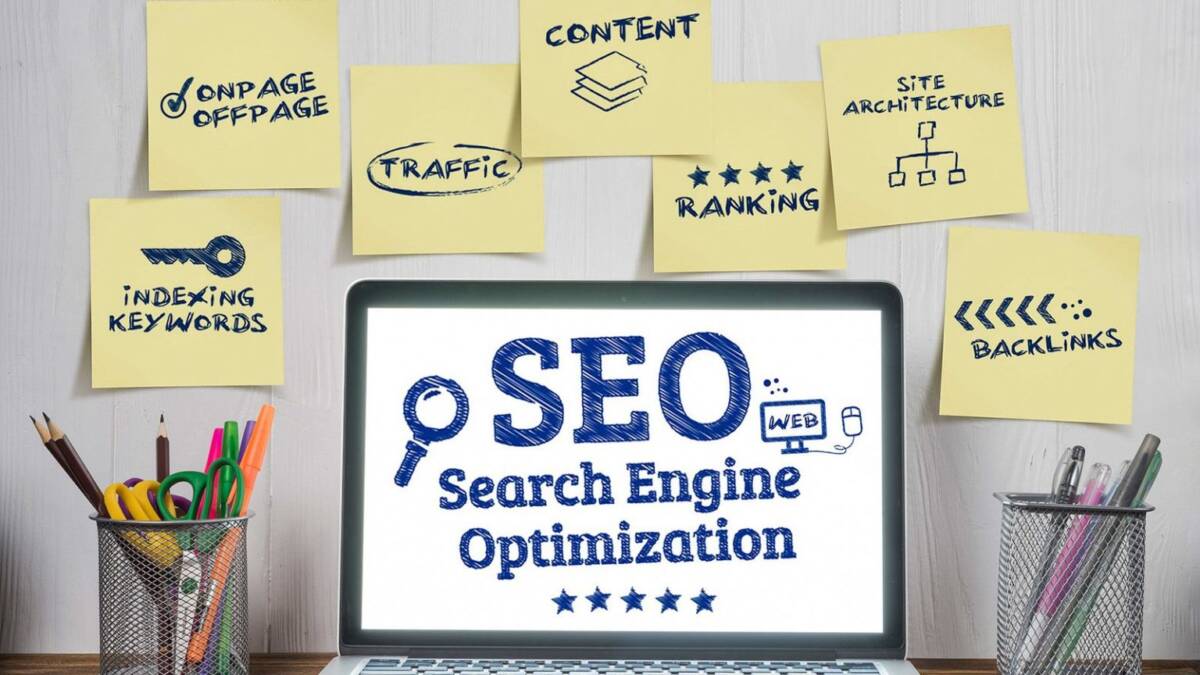 ONPAGE
OFFPAGE
TRAFFiC
CONTENT
RANKiNG
SiTE
ARCHiTECTURE
iNDEXiNG
KEYWORDS
BACKLiNKS
SEO
WEB
Search Engine
Optimization